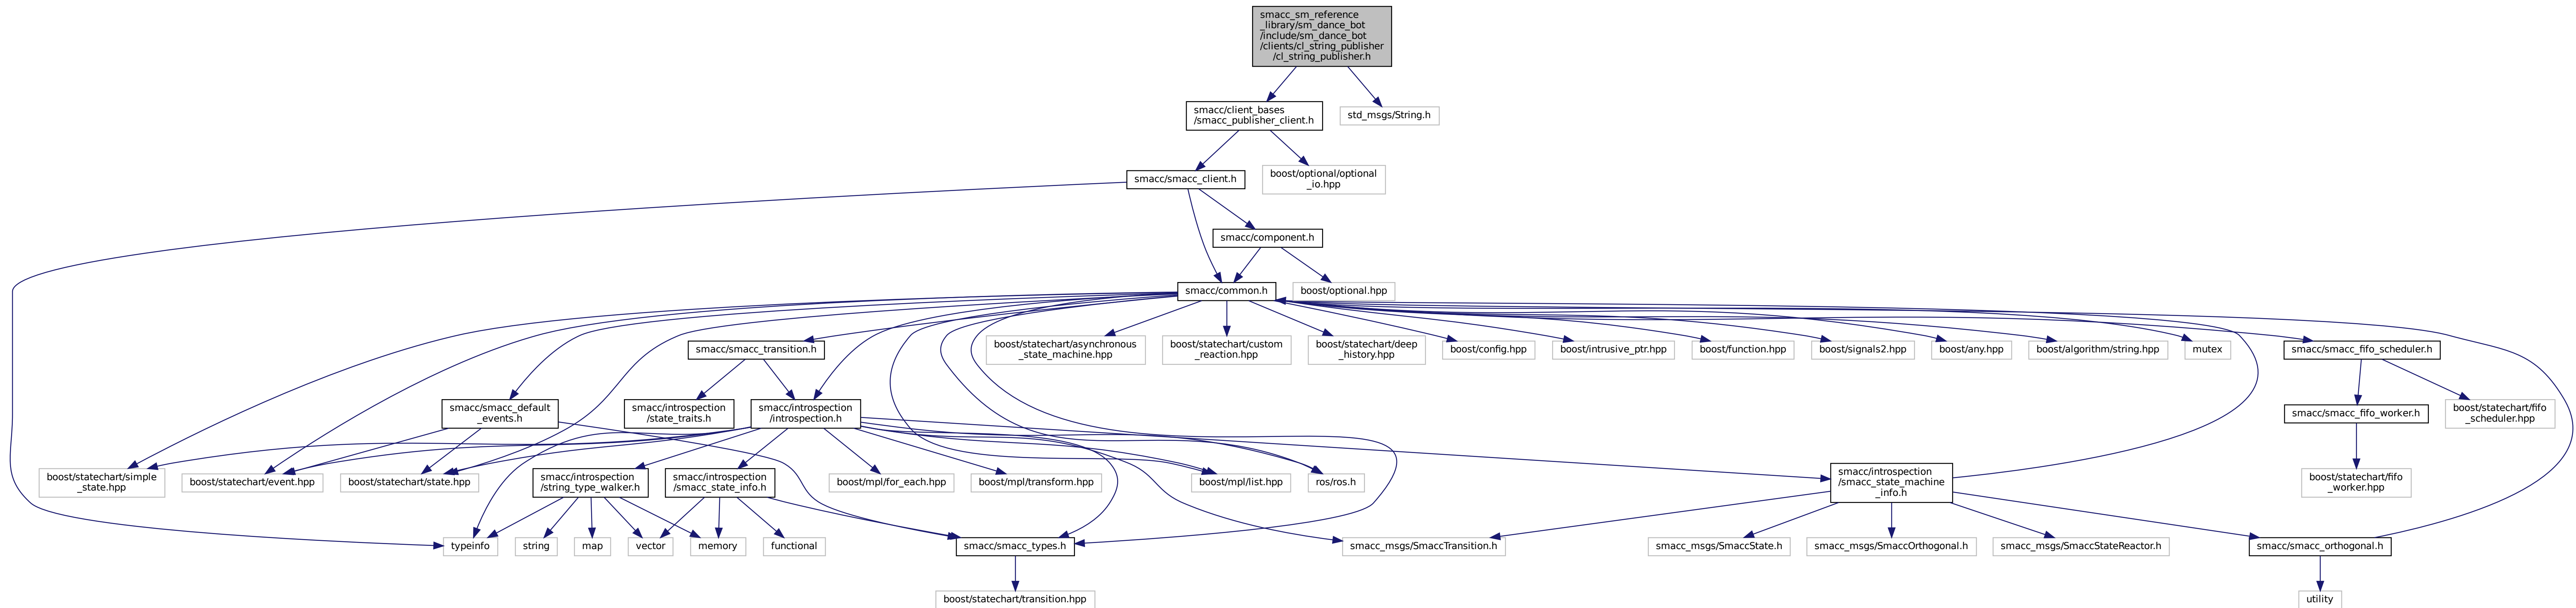 smacc_sm_reference
_library/sm_dance_bot
/include/sm_dance_bot
/clients/cl_string_publisher
/cl_string_publisher.h
smacc/client_bases
/smacc_publisher_client.h
std_msgs/String.h
smacc/smacc_client.h
boost/optional/optional
_io.hpp
smacc/component.h
smacc/common.h
boost/optional.hpp
smacc/smacc_transition.h
boost/statechart/asynchronous
_state_machine.hpp
boost/statechart/custom
_reaction.hpp
boost/statechart/deep
_history.hpp
boost/config.hpp
boost/intrusive_ptr.hpp
boost/function.hpp
boost/signals2.hpp
boost/any.hpp
boost/algorithm/string.hpp
mutex
smacc/smacc_fifo_scheduler.h
smacc/smacc_default
_events.h
smacc/introspection
/state_traits.h
smacc/introspection
/introspection.h
smacc/smacc_fifo_worker.h
boost/statechart/fifo
_scheduler.hpp
boost/statechart/simple
_state.hpp
boost/statechart/event.hpp
boost/statechart/state.hpp
smacc/introspection
/string_type_walker.h
smacc/introspection
/smacc_state_info.h
boost/mpl/for_each.hpp
boost/mpl/transform.hpp
boost/mpl/list.hpp
ros/ros.h
smacc/introspection
/smacc_state_machine
_info.h
boost/statechart/fifo
_worker.hpp
typeinfo
string
map
vector
memory
functional
smacc/smacc_types.h
smacc_msgs/SmaccTransition.h
smacc_msgs/SmaccState.h
smacc_msgs/SmaccOrthogonal.h
smacc_msgs/SmaccStateReactor.h
smacc/smacc_orthogonal.h
boost/statechart/transition.hpp
utility